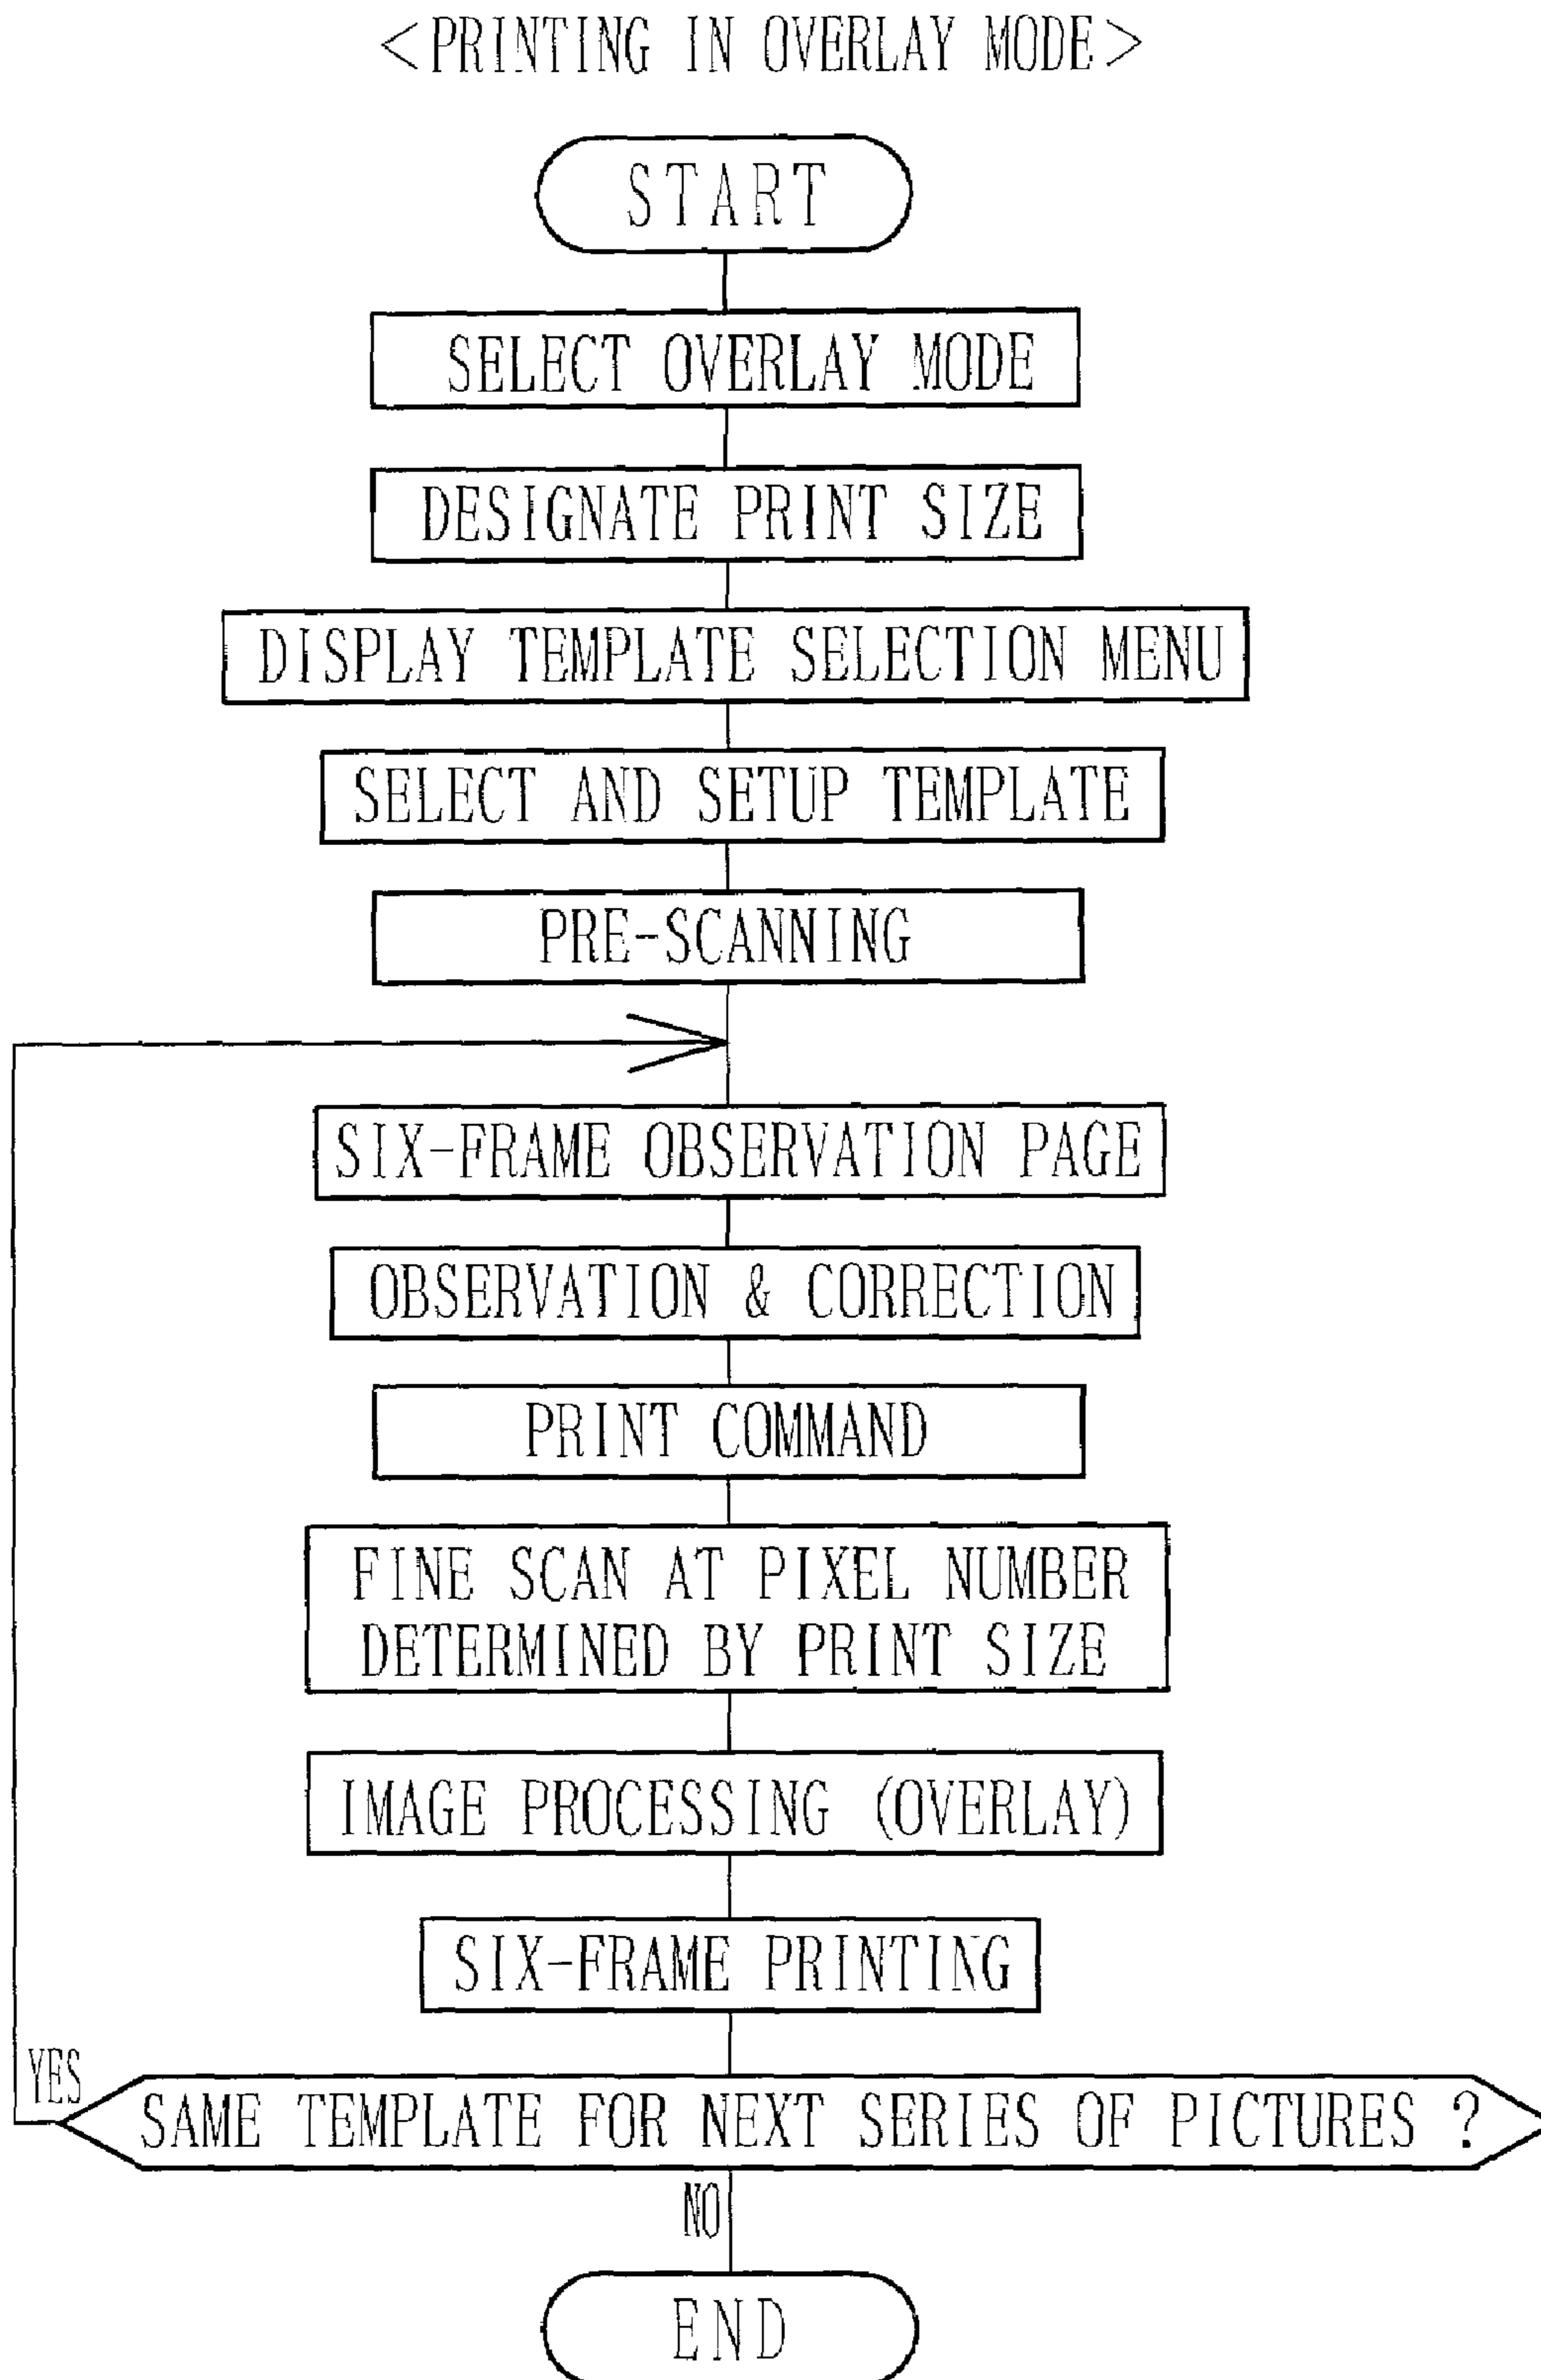 <PRINTING IN OVERLAY MODE>
START
SELECT OVERLAY MODE
DESIGNATE PRINT SIZE
DISPLAY TEMPLATE SELECTION MENU
SELECT AND SETUP TEMPLATE
PRE-SCANNING
SIX-FRAME OBSERVATION PAGE
OBSERVATION & CORRECTION
PRINT COMMAND
FINE SCAN AT PIXEL NUMBER
DETERMINED BY PRINT SIZE
IMAGE PROCESSING (OVERLAY)
SIX-FRAME PRINTING
YES
SAME TEMPLATE FOR NEXT SERIES OF PICTURES ?
NO
END